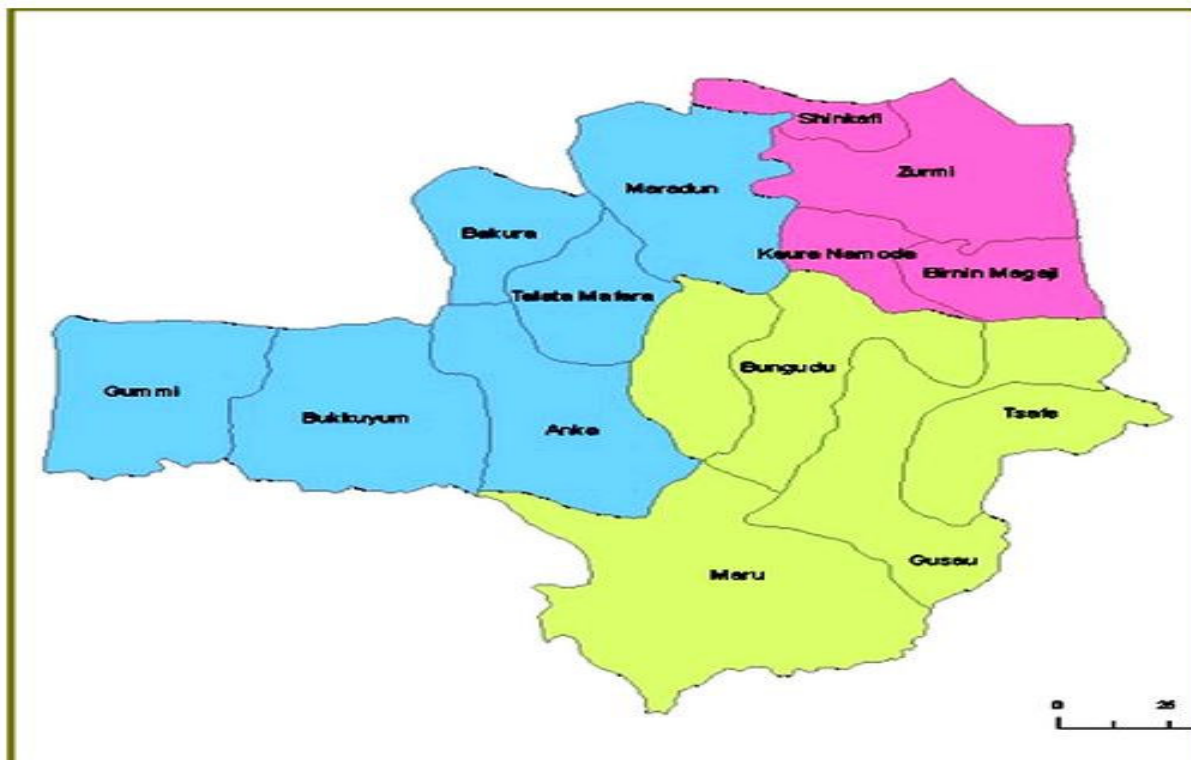 Shinkafi
Zurmi
Maradun
Bakura
Kaura Namoda
Birnin Magaji
Talata Mafara
Bungudu
Gummi
Bukkuyum
Anka
Tsafe
Gusau
Maru
0 25